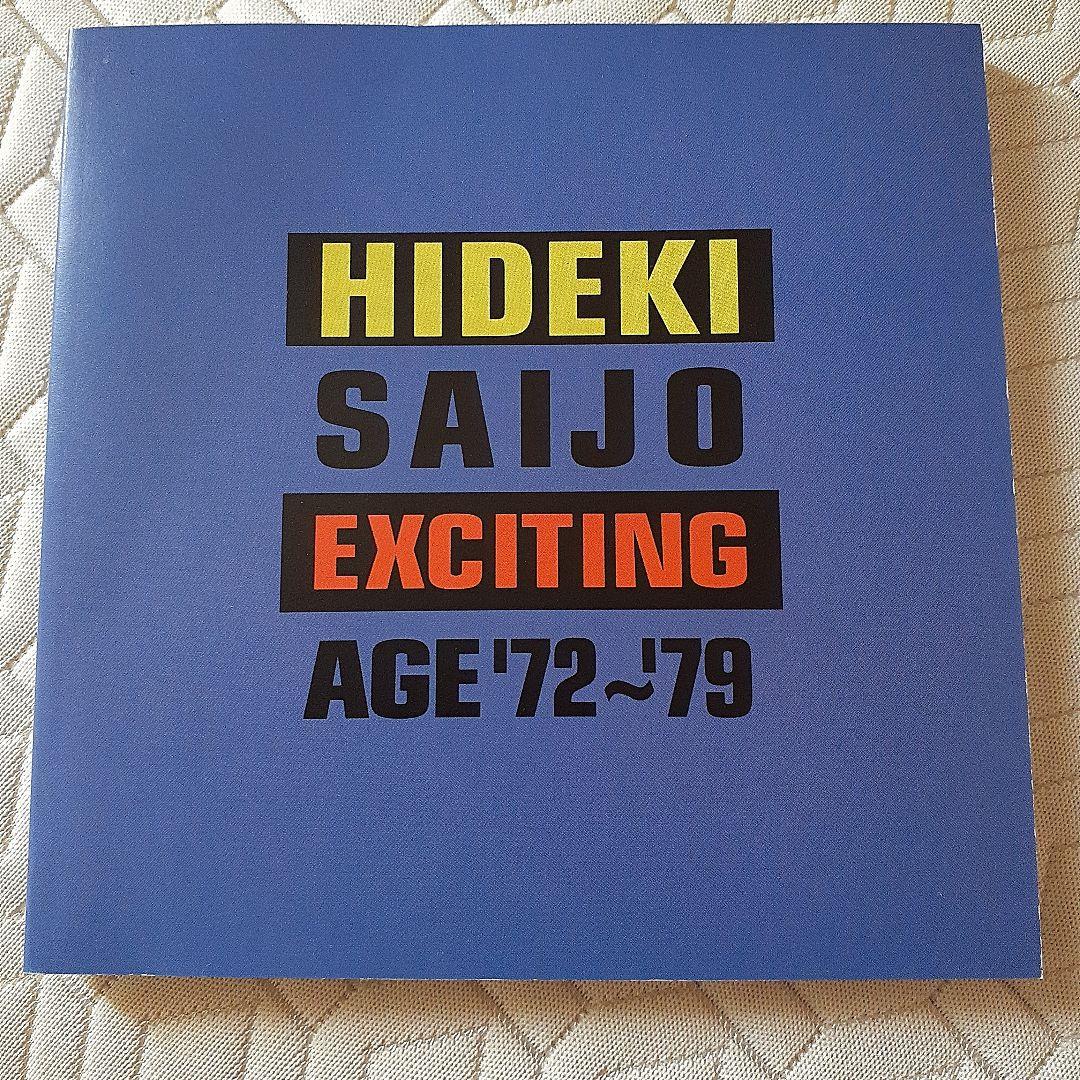 HIDEKI
SAIJO
EXCITING
AGE '72~'79